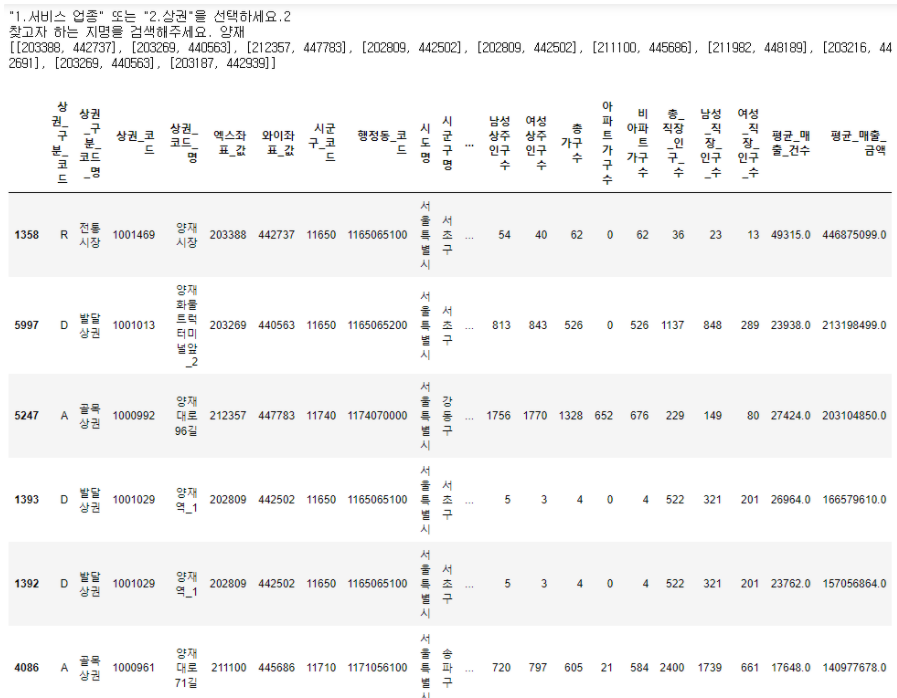 "1.서비스 업종" 또는 "2.상권"을 선택하세요.2
찾고자 하는 지명을 검색해주세요. 양재
[[203388, 442737], [203269, 440563], [212357, 447783], [202809, 442502], [202809, 442502], [211100, 445686], [211982, 448189], [203216, 44
2691], [203269, 440563], [203187, 442939]]
상권_구분_코드 상권_구분_코드_명 상권_코드 상권_코드_명 엑스좌표_값 와이좌표_값 시군구_코드 행정동_코드 시도명 시군구명 ... 남성상주인구수 여성상주인구수 총가구수 아파트가구수 비아파트가구수 총_직장_인구_수 남성_직장_인구_수 여성_직장_인구_수 평균_매출_건수 평균_매출_금액
1358 R 전통시장 1001469 양재시장 203388 442737 11650 1165065100 서울특별시 서초구 ... 54 40 62 0 62 36 23 13 49315.0 446875099.0
5997 D 발달상권 1001013 양재화물트럭터미널앞_2 203269 440563 11650 1165065200 서울특별시 서초구 ... 813 843 526 0 526 1137 848 289 23938.0 213198499.0
5247 A 골목상권 1000992 양재대로96길 212357 447783 11740 1174070000 서울특별시 강동구 ... 1756 1770 1328 652 676 229 149 80 27424.0 203104850.0
1393 D 발달상권 1001029 양재역_1 202809 442502 11650 1165065100 서울특별시 서초구 ... 5 3 4 0 4 522 321 201 26964.0 166579610.0
1392 D 발달상권 1001029 양재역_1 202809 442502 11650 1165065100 서울특별시 서초구 ... 5 3 4 0 4 522 321 201 23762.0 157056864.0
4086 A 골목상권 1000961 양재대로71길 211100 445686 11710 1171056100 서울특별시 송파구 ... 720 797 605 21 584 2400 1739 661 17648.0 140977678.0